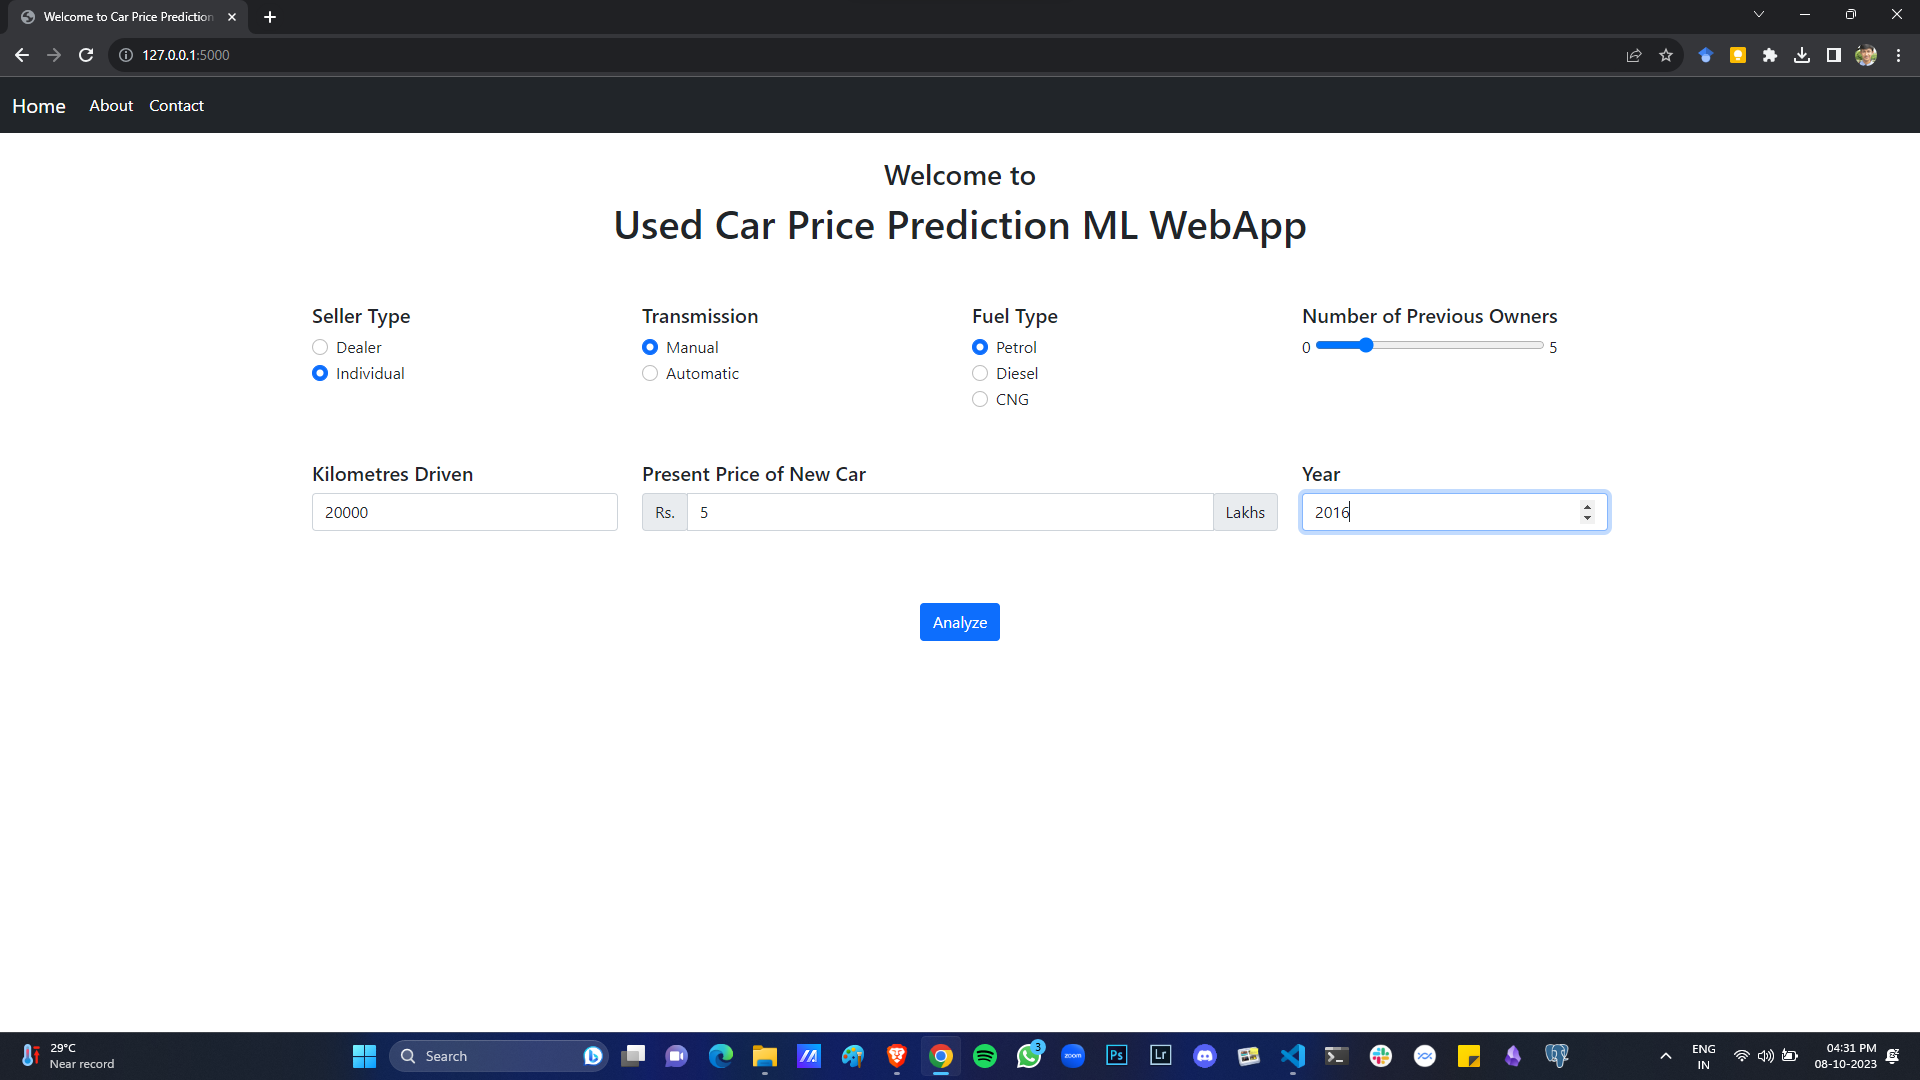 Welcome to Car Price Prediction
127.0.0.1:5000
Home About Contact
Welcome to
Used Car Price Prediction ML WebApp
Seller Type
Dealer
Individual
Transmission
Manual
Automatic
Fuel Type
Petrol
Diesel
CNG
Number of Previous Owners
0 5
Kilometres Driven
20000
Present Price of New Car
Rs. 5 Lakhs
Year
2016
Analyze
29°C
Near record
Search
3
zoom
Ps
Lr
ENG
IN
04:31 PM
08-10-2023